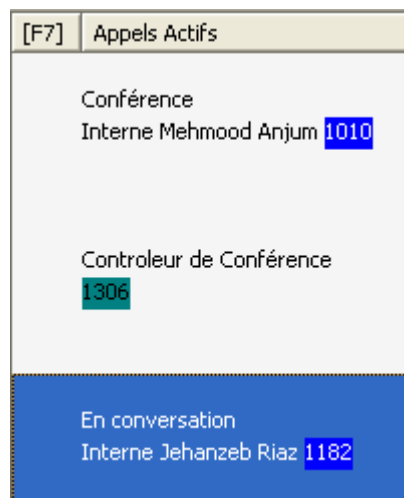 [F7] Appels Actifs
Conférence
Interne Mehmood Anjum 1010
Controleur de Conférence
1306
En conversation
Interne Jehanzeb Riaz 1182